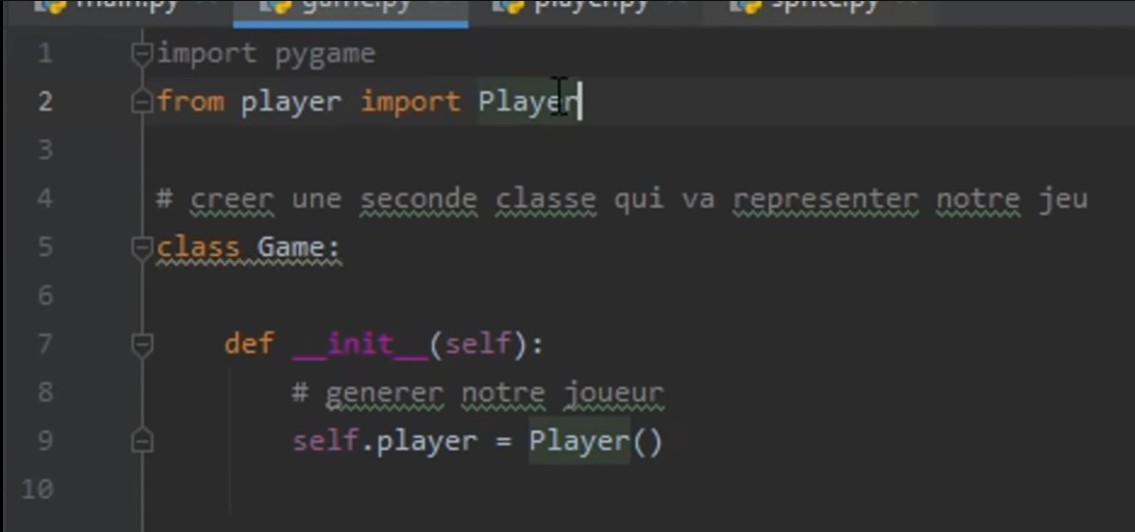 main.py game.py player.py sprite.py
1 import pygame
2 from player import Player
3
4 # creer une seconde classe qui va representer notre jeu
5 class Game:
6
7 def __init__(self):
8 # generer notre joueur
9 self.player = Player()
10